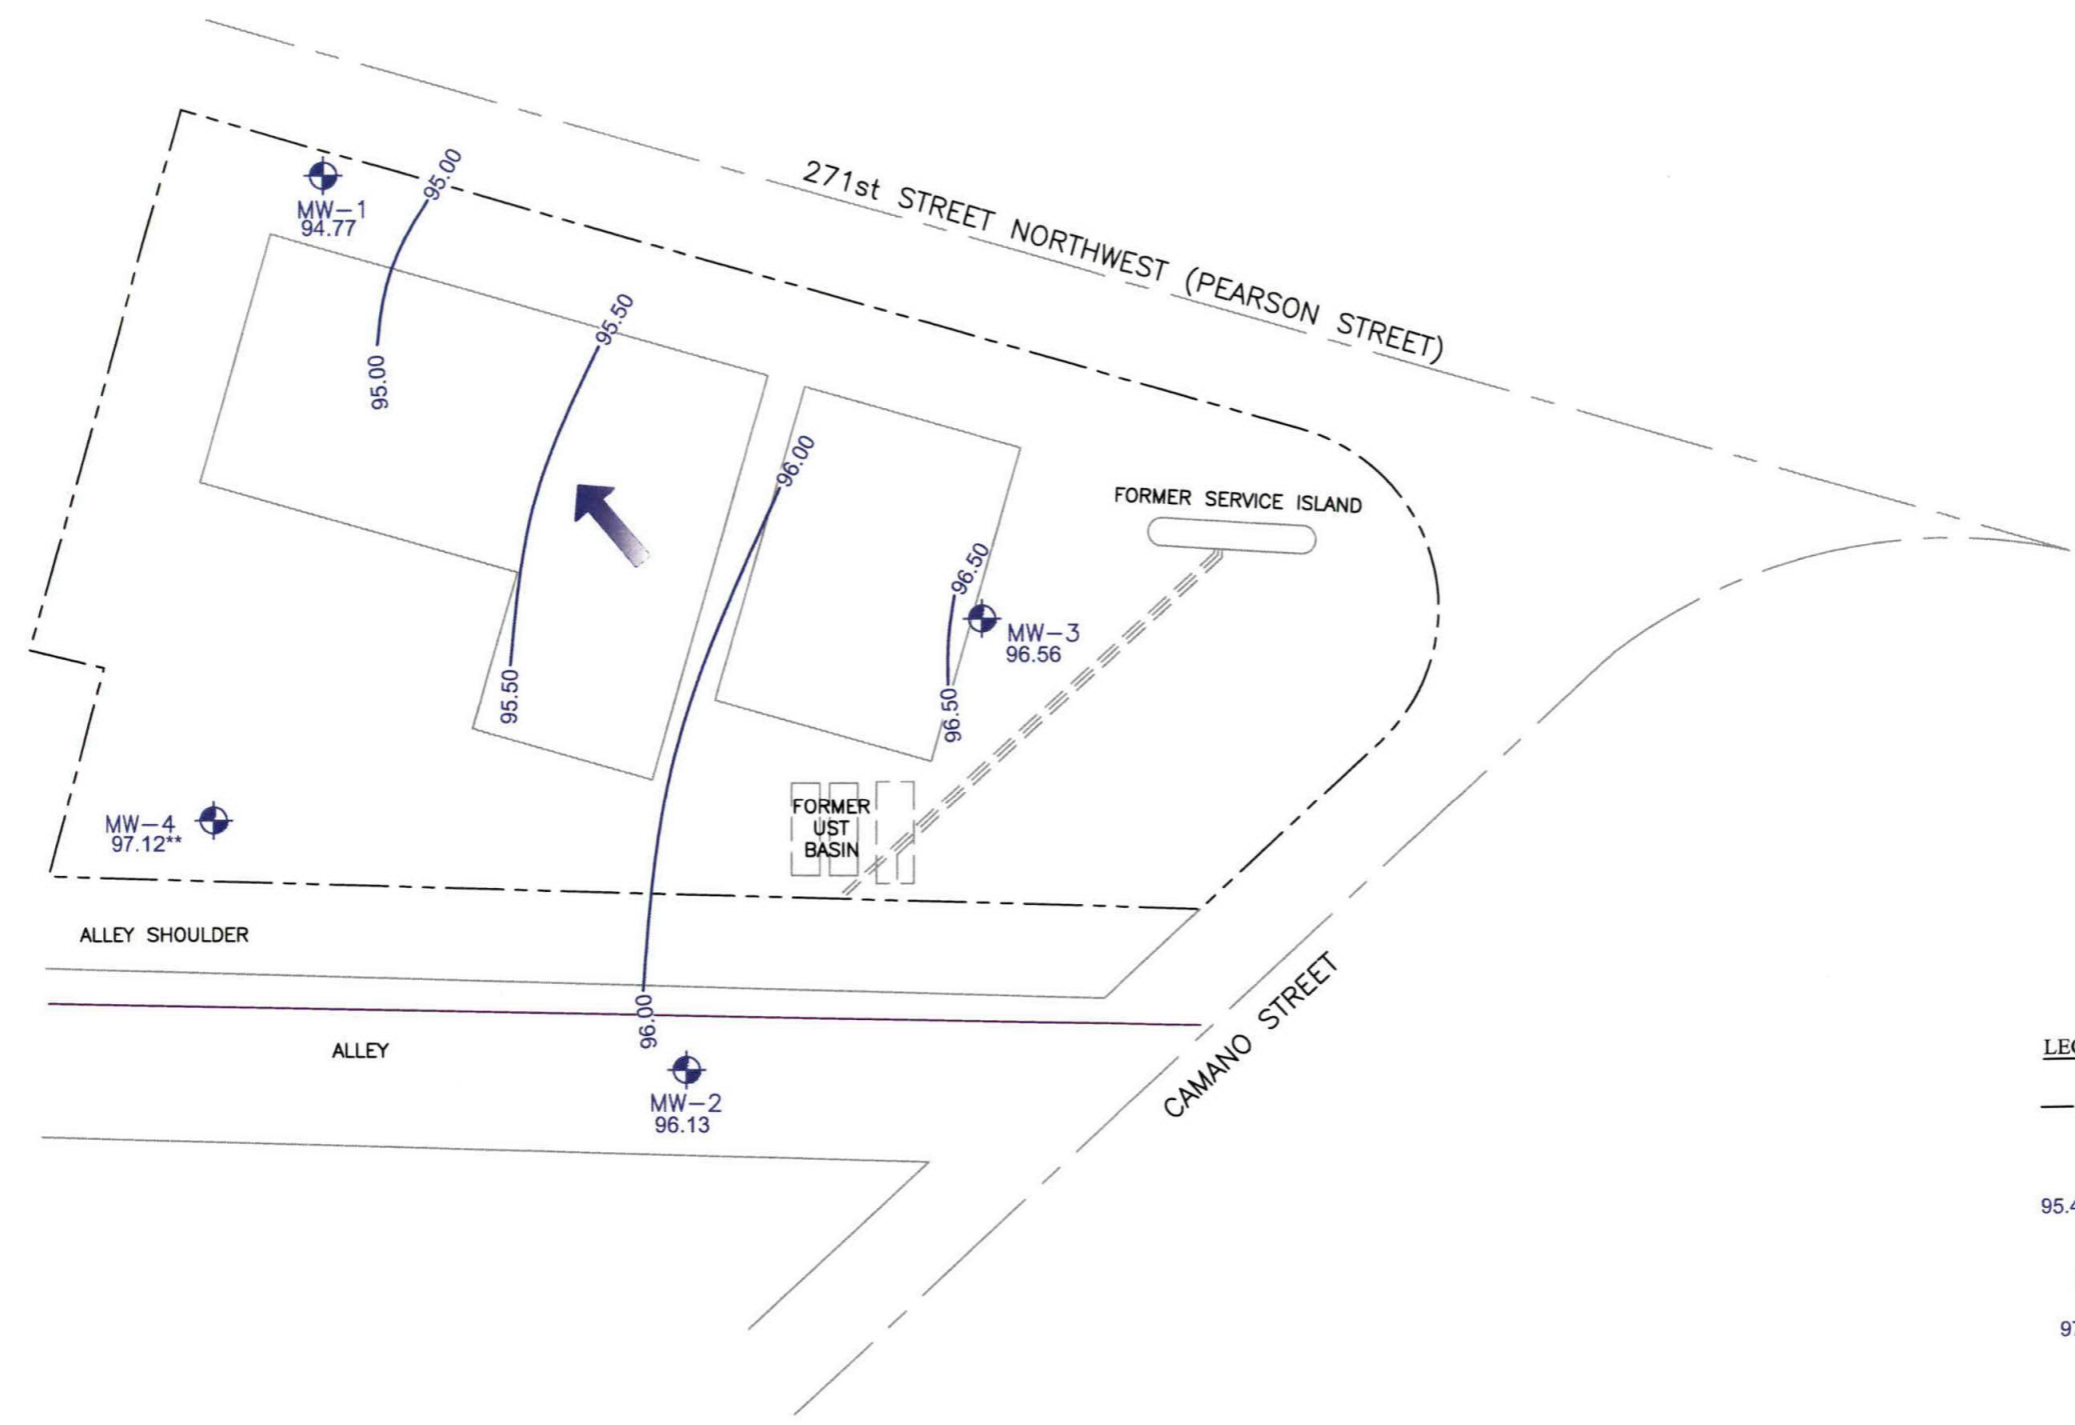 271st STREET NORTHWEST (PEARSON STREET)
95.00
MW-1
94.77
95.00
95.50
96.00
FORMER SERVICE ISLAND
96.50
MW-3
96.56
95.50
96.50
MW-4
97.12**
FORMER
UST
BASIN
ALLEY SHOULDER
96.00
ALLEY
MW-2
96.13
CAMANO STREET